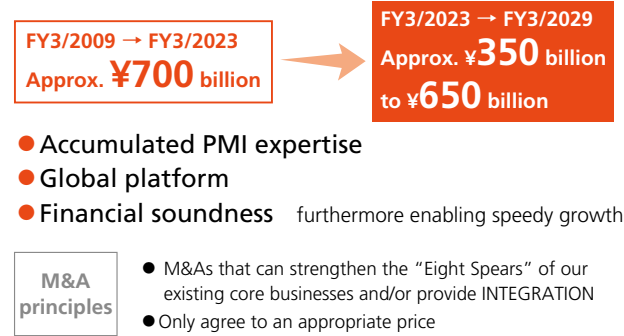 FY3/2009 → FY3/2023
Approx. ¥700 billion
FY3/2023 → FY3/2029
Approx. ¥350 billion
to ¥650 billion
● Accumulated PMI expertise
● Global platform
● Financial soundness furthermore enabling speedy growth
M&A
principles
● M&As that can strengthen the “Eight Spears” of our
existing core businesses and/or provide INTEGRATION
● Only agree to an appropriate price